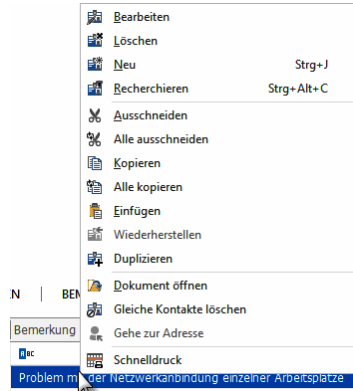 Bearbeiten
Löschen
Neu Strg+J
Recherchieren Strg+Alt+C
Ausschneiden
Alle ausschneiden
Kopieren
Alle kopieren
Einfügen
Wiederherstellen
Duplizieren
Dokument öffnen
Gleiche Kontakte löschen
Gehe zur Adresse
Schnelldruck
N | BEN
Bemerkung
ABC
Problem m der Netzwerkanbindung einzelner Arbeitsplätze